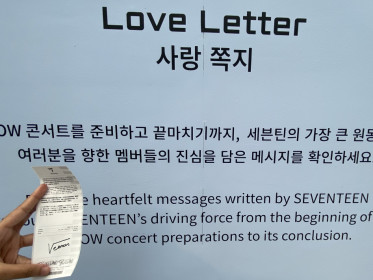 Love Letter
사랑 쪽지
OW 콘서트를 준비하고 끝마치기까지, 세븐틴의 가장 큰 원동
여러분을 향한 멤버들의 진심을 담은 메시지를 확인하세요
e heartfelt messages written by SEVENTEEN
ENTEEN's driving force from the beginning of
OW concert preparations to its conclusion.